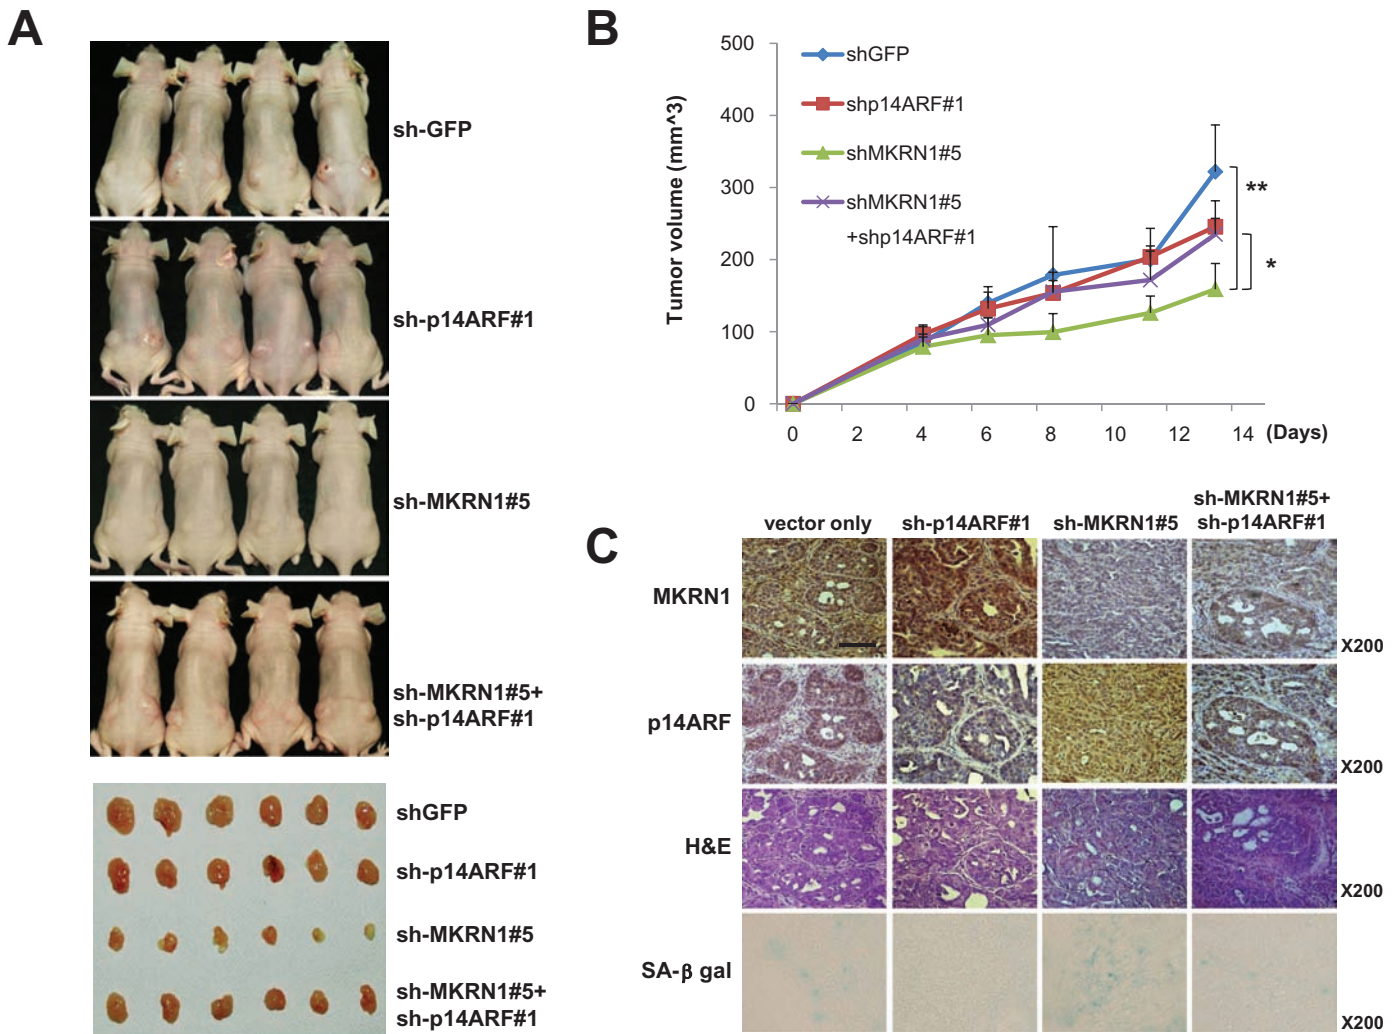 A
sh-GFP
sh-p14ARF#1
sh-MKRN1#5
sh-MKRN1#5+
sh-p14ARF#1
shGFP
sh-p14ARF#1
sh-MKRN1#5
sh-MKRN1#5+
sh-p14ARF#1
B
Tumor volume (mm^3)
500
400
300
200
100
0
shGFP
shp14ARF#1
shMKRN1#5
shMKRN1#5
+shp14ARF#1
**
*
0 2 4 6 8 10 12 14 (Days)
C
vector only sh-p14ARF#1 sh-MKRN1#5 sh-MKRN1#5+
sh-p14ARF#1
MKRN1
X200
p14ARF
X200
H&E
X200
SA-β gal
X200